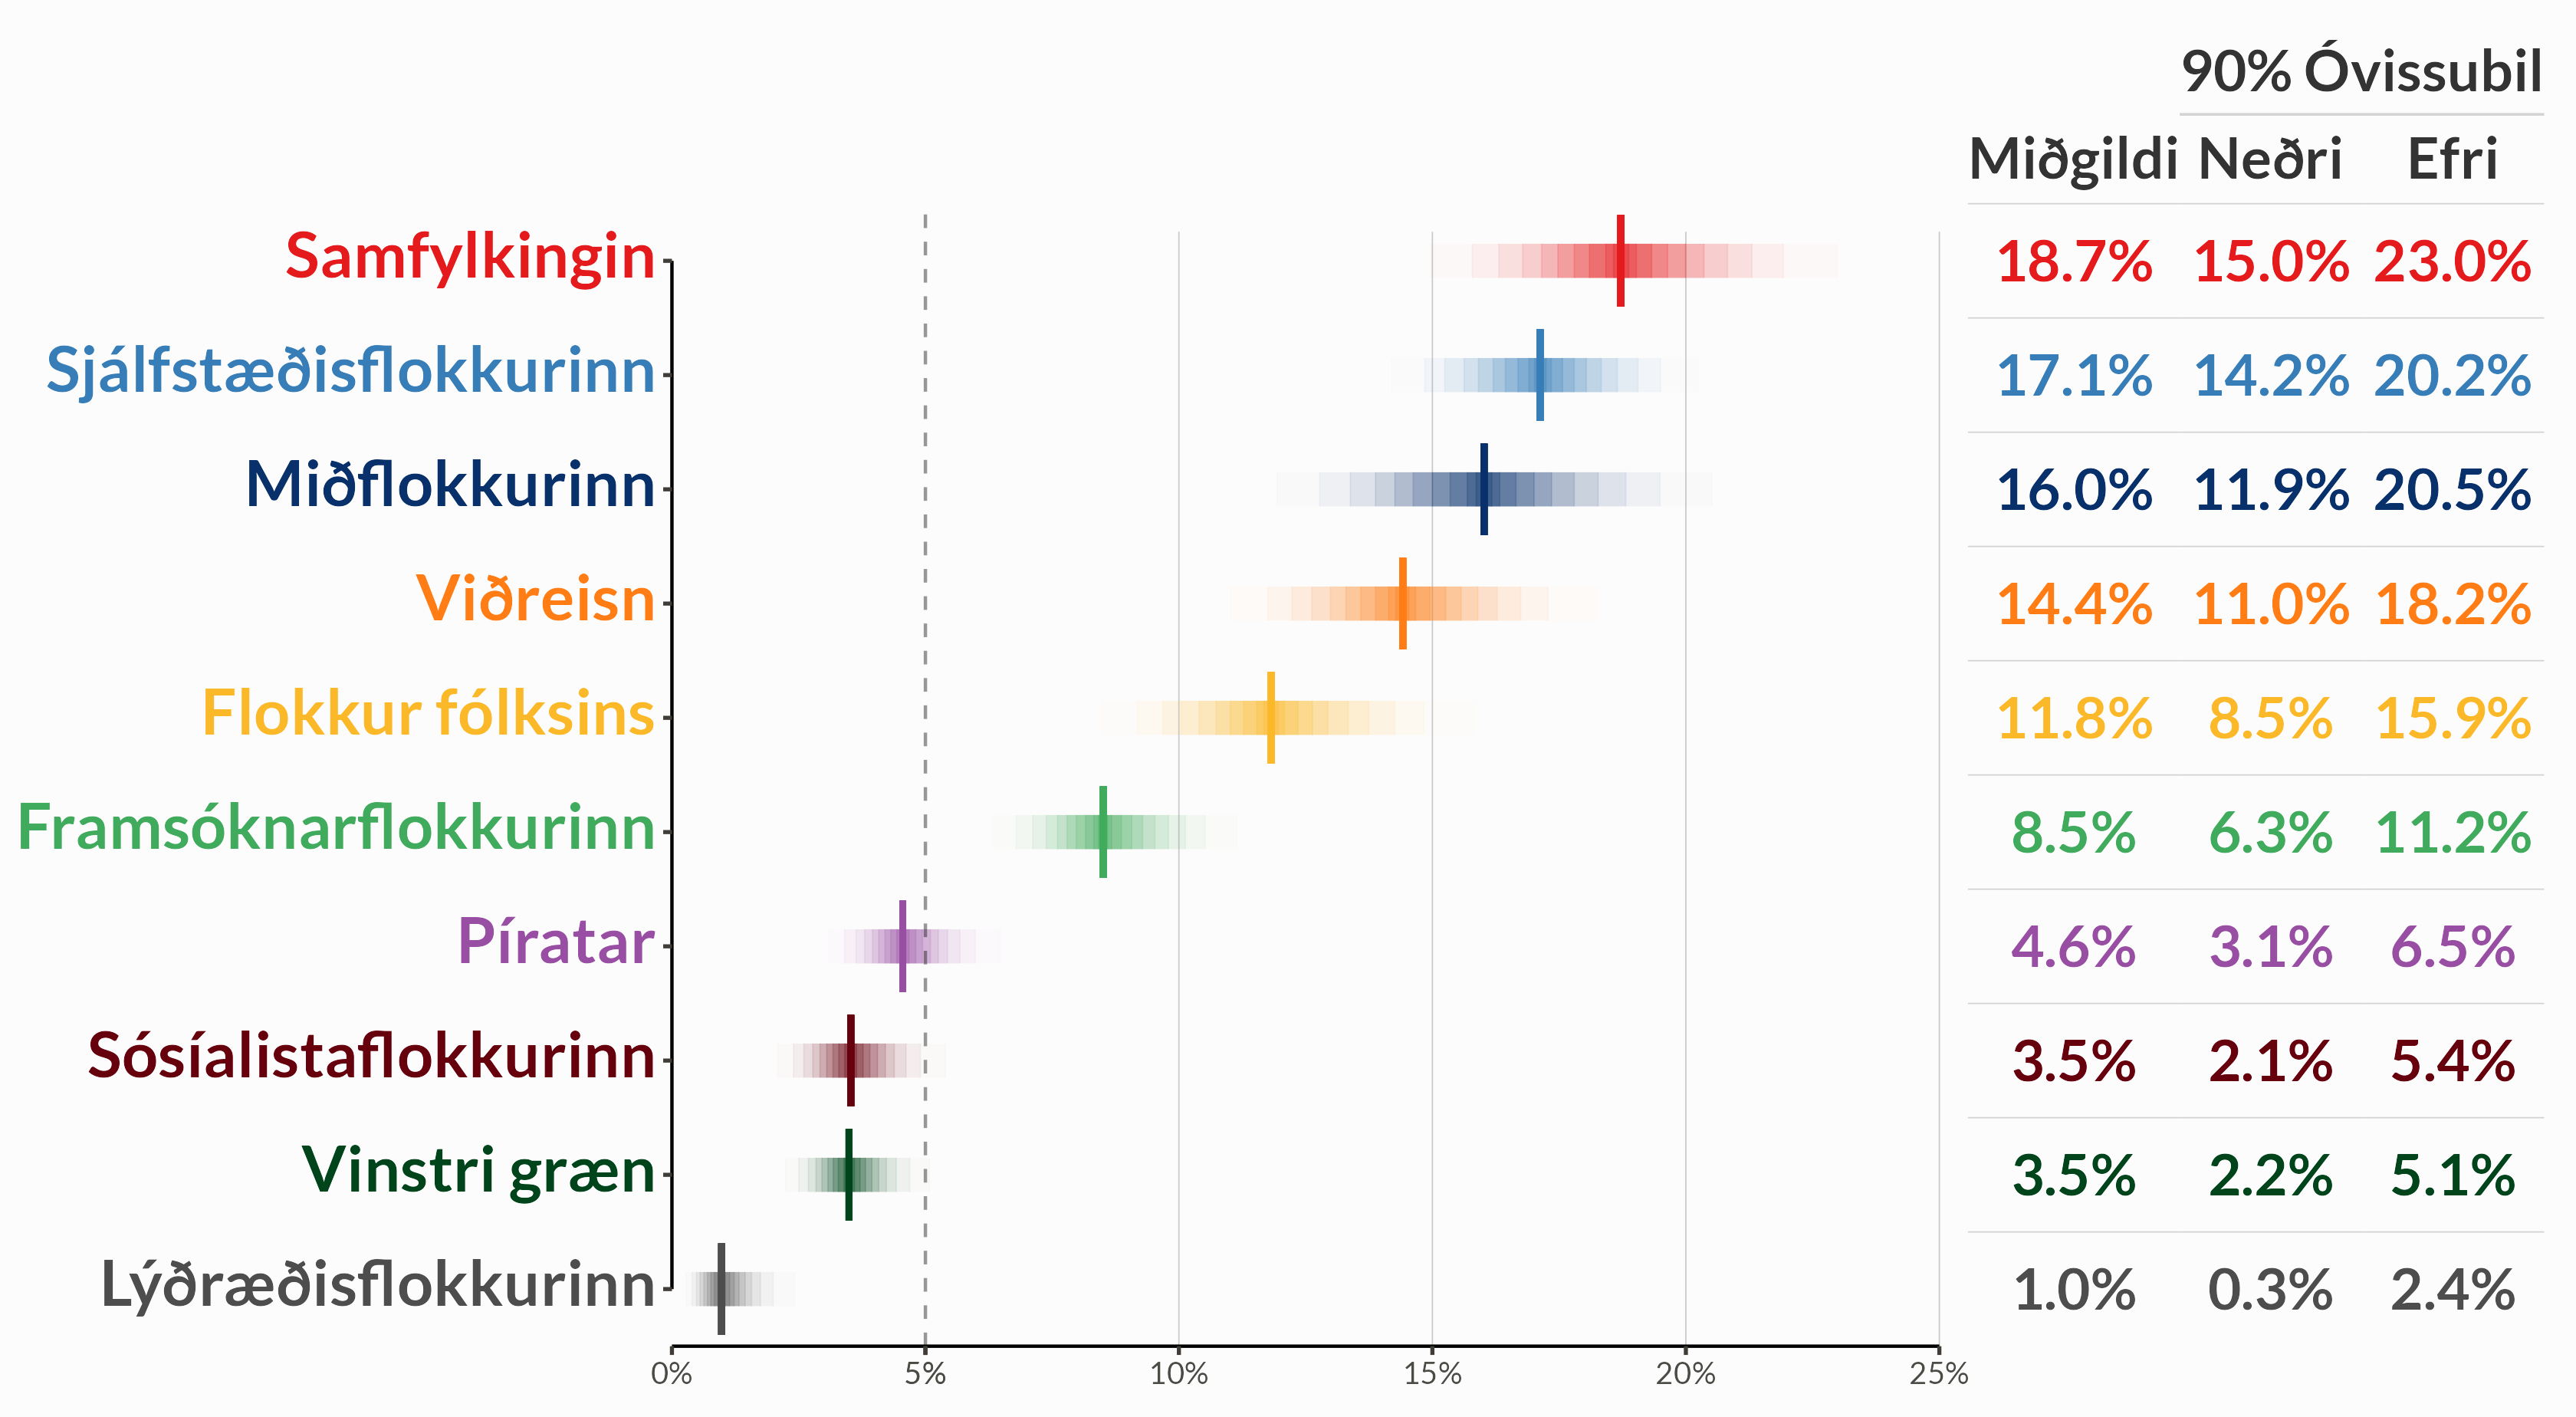 90% Óvissubil
Miðgildi Neðri Efri
Samfylkingin 18.7% 15.0% 23.0%
Sjálfstæðisflokkurinn 17.1% 14.2% 20.2%
Miðflokkurinn 16.0% 11.9% 20.5%
Viðreisn 14.4% 11.0% 18.2%
Flokkur fólksins 11.8% 8.5% 15.9%
Framsóknarflokkurinn 8.5% 6.3% 11.2%
Píratar 4.6% 3.1% 6.5%
Sósíalistaflokkurinn 3.5% 2.1% 5.4%
Vinstri græn 3.5% 2.2% 5.1%
Lýðræðisflokkurinn 1.0% 0.3% 2.4%
0% 5% 10% 15% 20% 25%